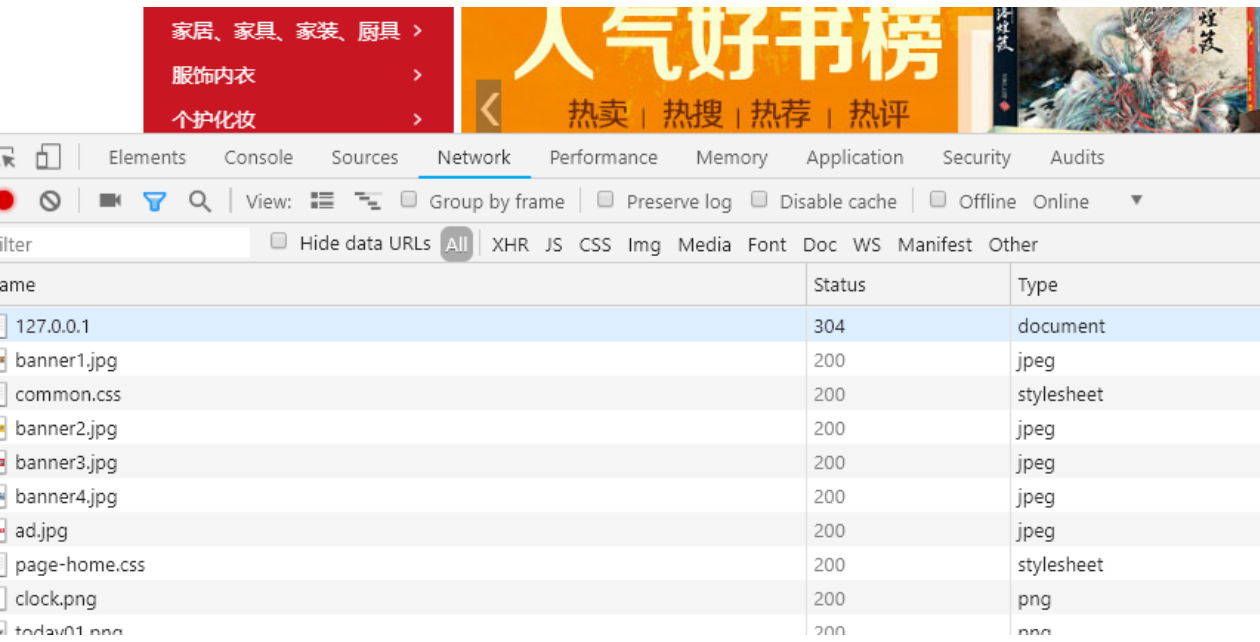 家居、家具、家装、厨具 >
服饰内衣 >
个护化妆 >
人气好书榜
热卖 | 热搜 | 热荐 | 热评
Elements Console Sources Network Performance Memory Application Security Audits
View: Group by frame Preserve log Disable cache Offline Online
ilter Hide data URLs All XHR JS CSS Img Media Font Doc WS Manifest Other
ame Status Type
127.0.0.1 304 document
banner1.jpg 200 jpeg
common.css 200 stylesheet
banner2.jpg 200 jpeg
banner3.jpg 200 jpeg
banner4.jpg 200 jpeg
ad.jpg 200 jpeg
page-home.css 200 stylesheet
clock.png 200 png
today01.png 200 png